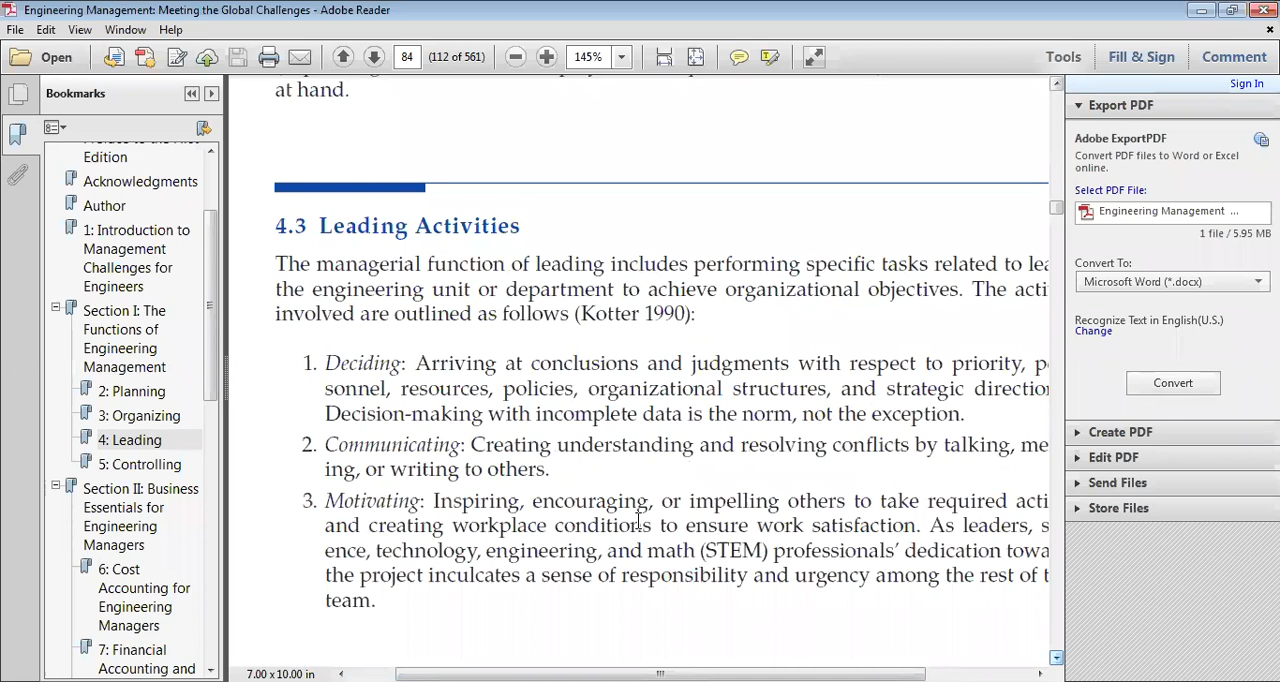 Engineering Management: Meeting the Global Challenges - Adobe Reader
File Edit View Window Help
Open 84 (112 of 561) 145% Tools Fill & Sign Comment
Sign In
Bookmarks
Edition
Acknowledgments
Author
1: Introduction to
Management
Challenges for
Engineers
Section I: The
Functions of
Engineering
Management
2: Planning
3: Organizing
4: Leading
5: Controlling
Section II: Business
Essentials for
Engineering
Managers
6: Cost
Accounting for
Engineering
Managers
7: Financial
Accounting and
at hand.
4.3 Leading Activities
The managerial function of leading includes performing specific tasks related to lea
the engineering unit or department to achieve organizational objectives. The acti
involved are outlined as follows (Kotter 1990):
1. Deciding: Arriving at conclusions and judgments with respect to priority, p
sonnel, resources, policies, organizational structures, and strategic direction
Decision-making with incomplete data is the norm, not the exception.
2. Communicating: Creating understanding and resolving conflicts by talking, me
ing, or writing to others.
3. Motivating: Inspiring, encouraging, or impelling others to take required acti
and creating workplace conditions to ensure work satisfaction. As leaders, s
ence, technology, engineering, and math (STEM) professionals' dedication towa
the project inculcates a sense of responsibility and urgency among the rest of t
team.
7.00 x 10.00 in
Export PDF
Adobe ExportPDF
Convert PDF files to Word or Excel
online.
Select PDF File:
Engineering Management ...
1 file / 5.95 MB
Convert To:
Microsoft Word (*.docx)
Recognize Text in English(U.S.)
Change
Convert
Create PDF
Edit PDF
Send Files
Store Files